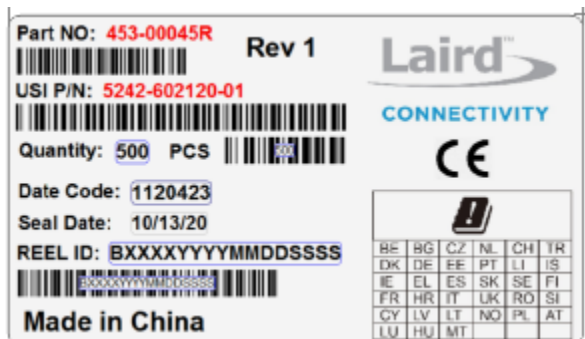 Part NO: 453-00045R
Rev 1
USI P/N: 5242-602120-01
Quantity: 500 PCS
Date Code: 1120423
Seal Date: 10/13/20
REEL ID: BXXXXYYYYMMDDSSSS
BXXXXYYYYMMDDSSSS
Made in China
Laird™
CONNECTIVITY
CE
BE BG CZ NL CH TR
DK DE EE PT LI IS
IE EL ES SK SE FI
FR HR IT UK RO SI
CY LV LT NO PL AT
LU HU MT